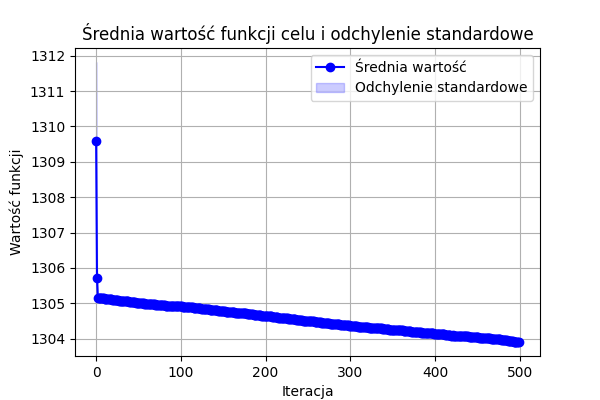 Średnia wartość funkcji celu i odchylenie standardowe
1312
1311
1310
1309
1308
1307
1306
1305
1304
Wartość funkcji
Średnia wartość
Odchylenie standardowe
0 100 200 300 400 500
Iteracja